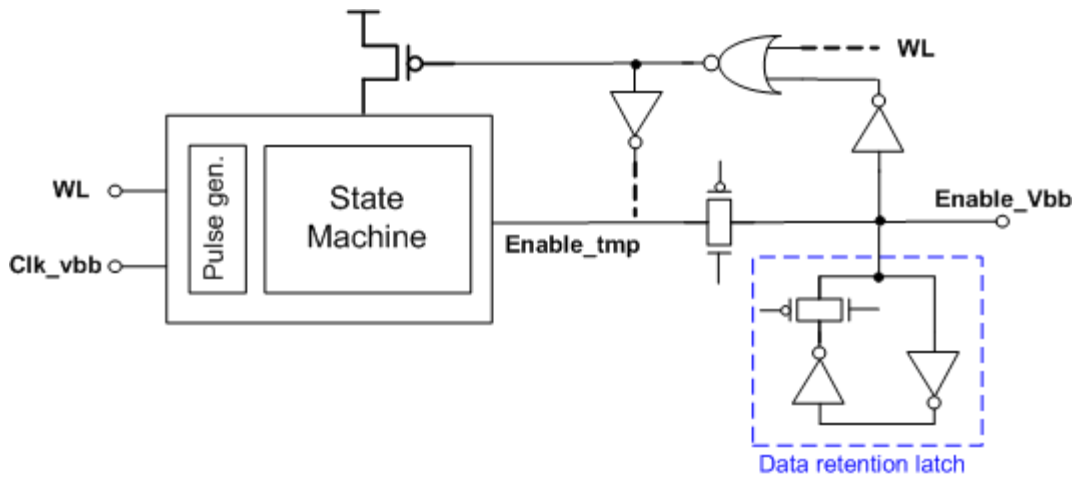 WL
WL
Clk_vbb
Pulse gen.
State
Machine
Enable_tmp
Enable_Vbb
Data retention latch